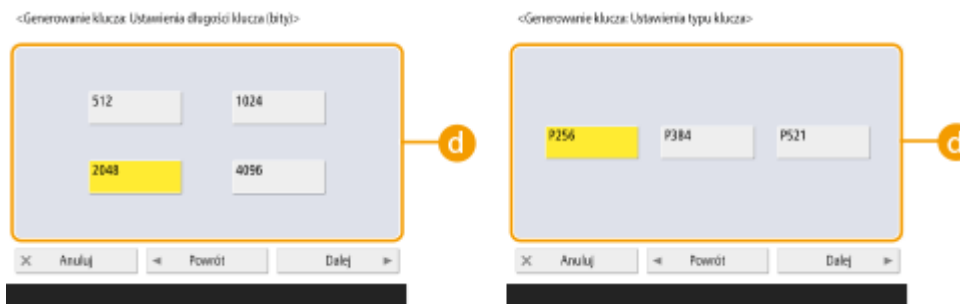 <Generowanie klucza: Ustawienia długości klucza (bity)>
512
1024
2048
4096
d
× Anuluj
◄ Powrót
Dalej ►
<Generowanie klucza: Ustawienia typu klucza>
P256
P384
P521
d
× Anuluj
◄ Powrót
Dalej ►